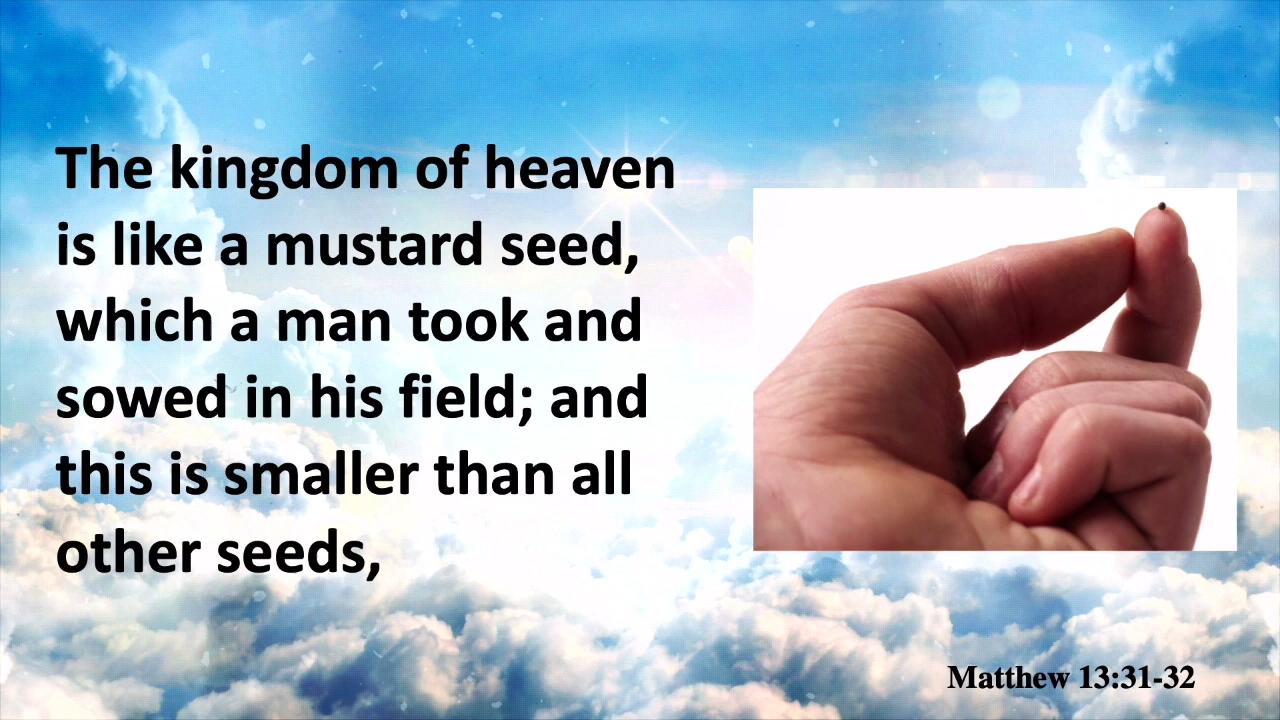 The kingdom of heaven
is like a mustard seed,
which a man took and
sowed in his field; and
this is smaller than all
other seeds,
Matthew 13:31-32